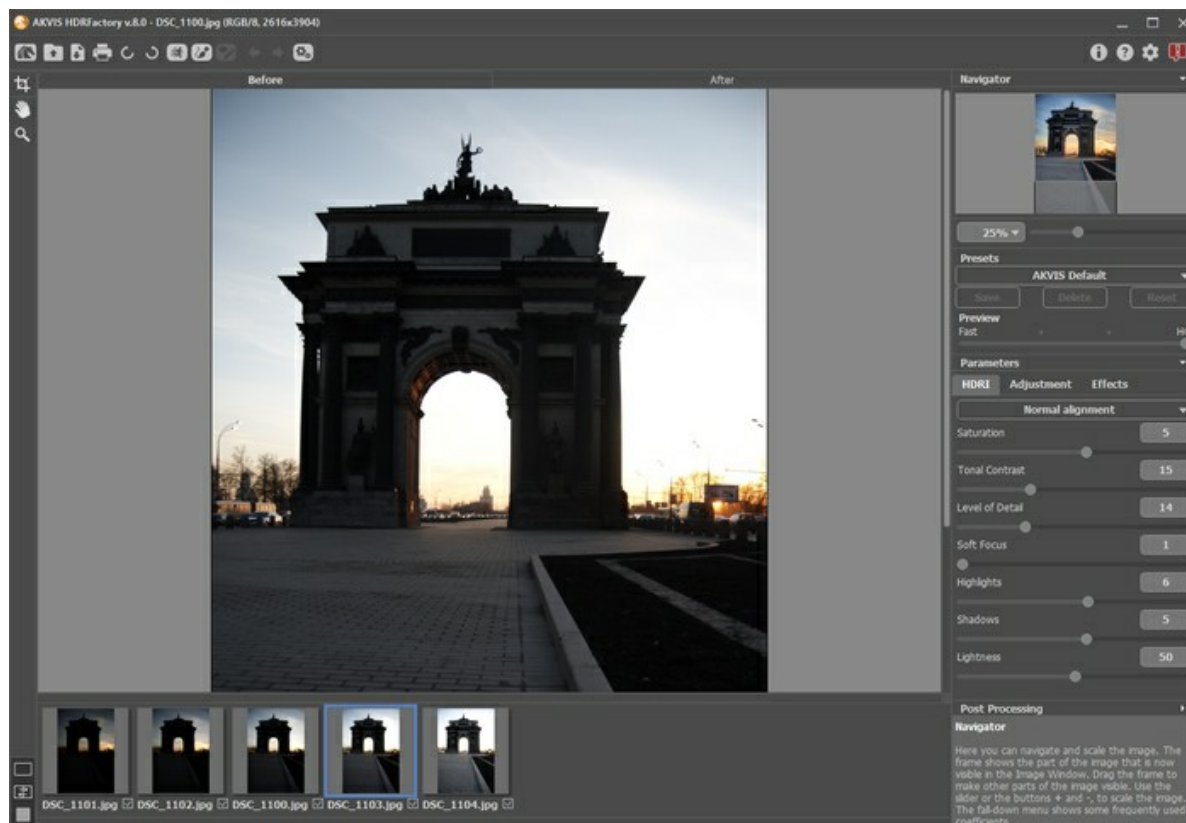 AKVIS HDRFactory v.8.0 - DSC_1100.jpg (RGB/8, 2616x3904)
Before
After
Navigator
25%
Presets
AKVIS Default
Save
Delete
Reset
Preview
Fast
Parameters
HDRI
Adjustment
Effects
Normal alignment
Saturation
5
Tonal Contrast
15
Level of Detail
14
Soft Focus
1
Highlights
6
Shadows
5
Lightness
50
Post Processing
Navigator
Here you can navigate and scale the image. The
frame shows the part of the image that is now
visible in the Image Window. Drag the frame to
make other parts of the image visible. Use the
slider or the buttons + and -, to scale the image.
The fall-down menu shows some frequently used
coefficients.
DSC_1101.jpg
DSC_1102.jpg
DSC_1100.jpg
DSC_1103.jpg
DSC_1104.jpg